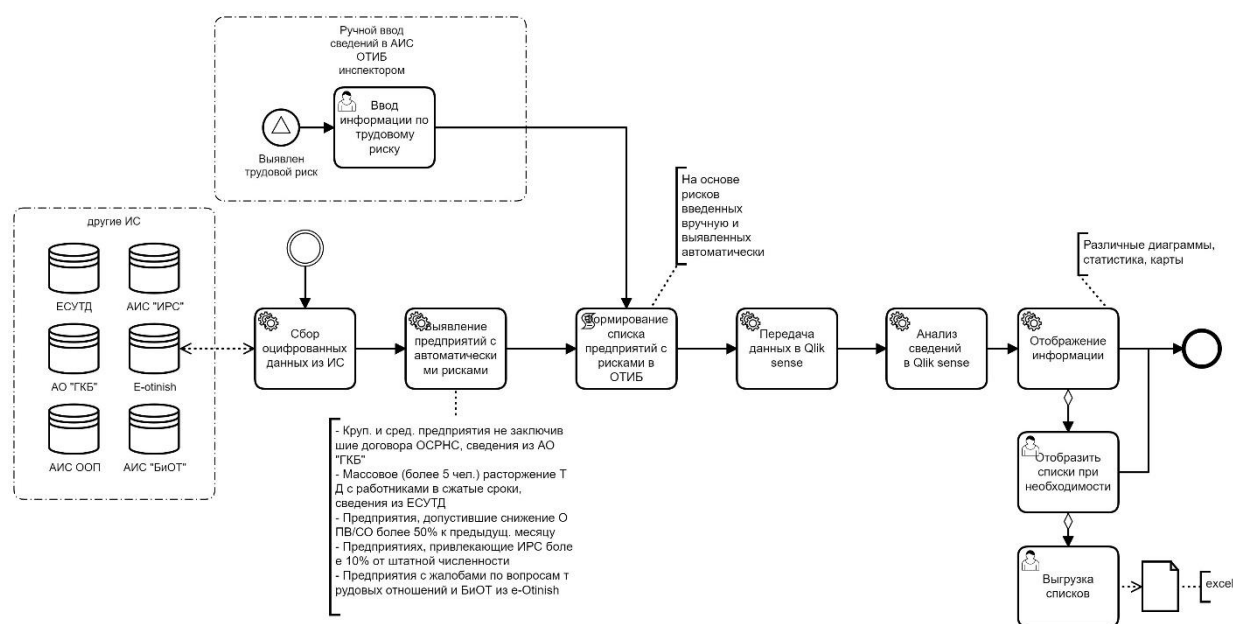 Ручной ввод
сведений в АИС
ОТИБ
инспектором
Ввод
информации по
трудовому
риску
Выявлен
трудовой риск
На основе
рисков
введенных
вручную и
выявленных
автоматически
Различные диаграммы,
статистика, карты
другие ИС
ЕСУТД
АИС "ИРС"
АО "ГКБ"
E-otinish
АИС ООП
АИС "БиОТ"
Сбор
оцифрованных
данных из ИС
Выявление
предприятий с
автоматически
ми рисками
Формирование
списка
предприятий с
рисками в
ОТИБ
Передача
данных в Qlik
sense
Анализ
сведений
в Qlik sense
Отображение
информации
- Круп. и сред. предприятия не заключив
шие договора ОСРНС, сведения из АО
"ГКБ"
- Массовое (более 5 чел.) расторжение Т
Д с работниками в сжатые сроки,
сведения из ЕСУТД
- Предприятия, допустившие снижение О
ПВ/СО более 50% к предыдущ. месяцу
- Предприятиях, привлекающие ИРС боле
е 10% от штатной численности
- Предприятия с жалобами по вопросам т
рудовых отношений и БиОТ из e-Otinish
Отобразить
списки при
необходимости
Выгрузка
списков
excel